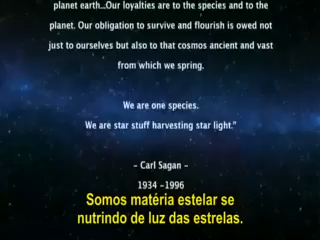 planet earth...Our loyalties are to the species and to the
planet. Our obligation to survive and flourish is owed not
just to ourselves but also to that cosmos ancient and vast
from which we spring.
We are one species.
We are star stuff harvesting star light."
- Carl Sagan -
1934 -1996
Somos matéria estelar se
nutrindo de luz das estrelas.